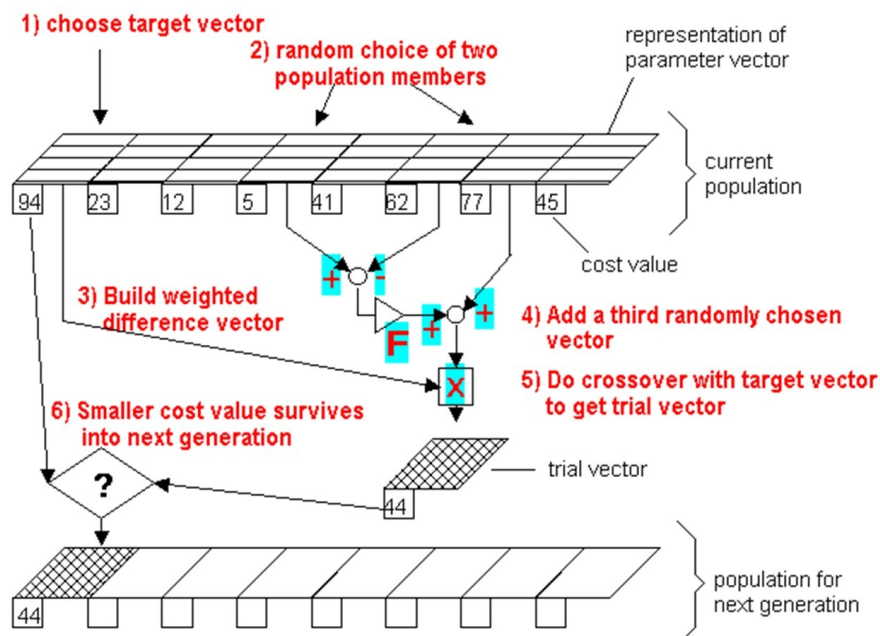 1) choose target vector
2) random choice of two
population members
representation of
parameter vector
current
population
94 23 12 5 41 62 77 45
cost value
+ -
3) Build weighted
difference vector
F + +
4) Add a third randomly chosen
vector
X
5) Do crossover with target vector
to get trial vector
6) Smaller cost value survives
into next generation
?
trial vector
44
44
population for
next generation